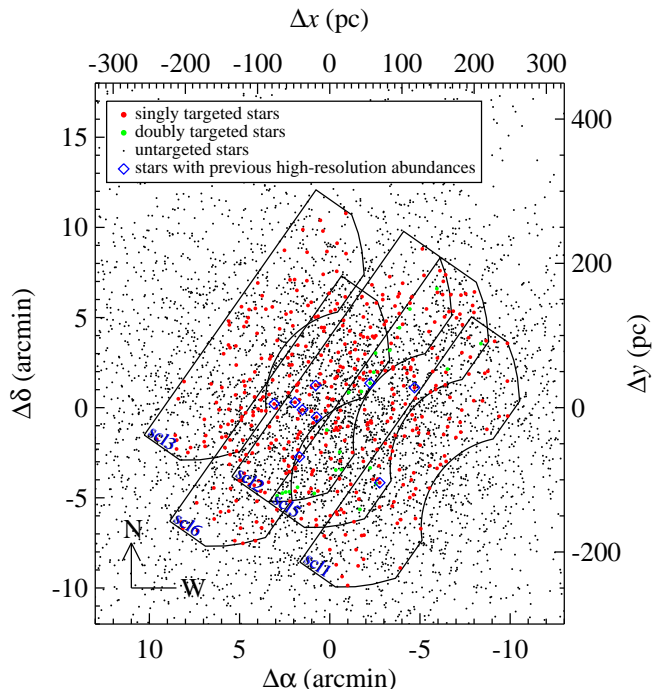 Δx (pc)
-300 -200 -100 0 100 200 300
singly targeted stars
doubly targeted stars
untargeted stars
stars with previous high-resolution abundances
15
10
5
0
-5
-10
Δδ (arcmin)
400
200
0
-200
Δy (pc)
scl3
scl6
scl2
scl5
scl1
N
W
10 5 0 -5 -10
Δα (arcmin)